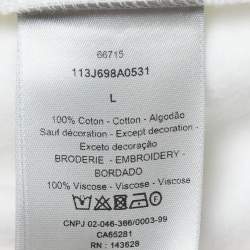 66715
113J698A0531
L
100% Coton - Cotton - Algodão
Sauf décoration - Except decoration -
Exceto decoração
BRODERIE - EMBROIDERY -
BORDADO
100% Viscose - Viscose - Viscose
CNPJ 02-046-366/0003-99
CA65281
RN : 143628